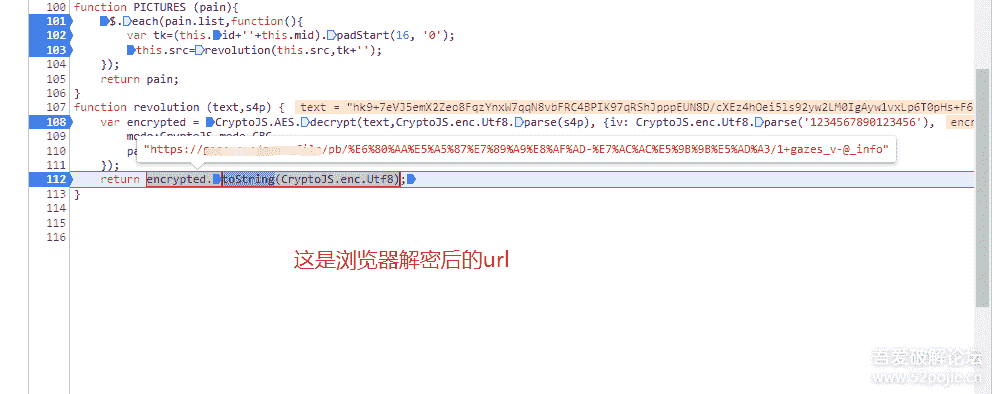 100 function PICTURES (pain){
101 $.each(pain.list,function(){
102 var tk=(this.id+''+this.mid).padStart(16, '0');
103 this.src=revolution(this.src,tk+'');
104 });
105 return pain;
106 }
107 function revolution (text,s4p) { text = "hk9+7eVJ5emX2Zeo8FqzYnxW7qqN8vbFRC4BPIK97qRShJpppEUN8D/cXEz4hOei5ls92yw2LM0IgAyw1vxLp6T0pHs+F6
108 var encrypted = CryptoJS.AES.decrypt(text,CryptoJS.enc.Utf8.parse(s4p), {iv: CryptoJS.enc.Utf8.parse('1234567890123456'), encr
109 mode:CryptoJS.mode.CBC
110 pa
"https:// /pb/%E6%80%AA%E5%A5%87%E7%89%A9%E8%AF%AD-%E7%AC%AC%E5%9B%9B%E5%AD%A3/1+gazes_v-@_info"
111 });
112 return encrypted.toString(CryptoJS.enc.Utf8);
113 }
114
115
116
这是浏览器解密后的url
吾爱破解论坛
www.52pojie.cn